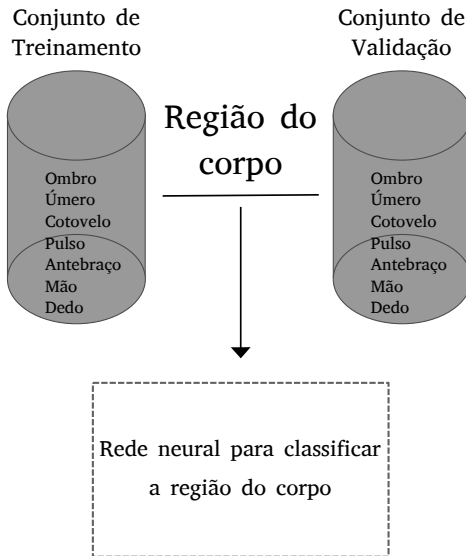 Conjunto de
Treinamento
Conjunto de
Validação
Região do
corpo
Ombro
Úmero
Cotovelo
Pulso
Antebraço
Mão
Dedo
Ombro
Úmero
Cotovelo
Pulso
Antebraço
Mão
Dedo
Rede neural para classificar
a região do corpo